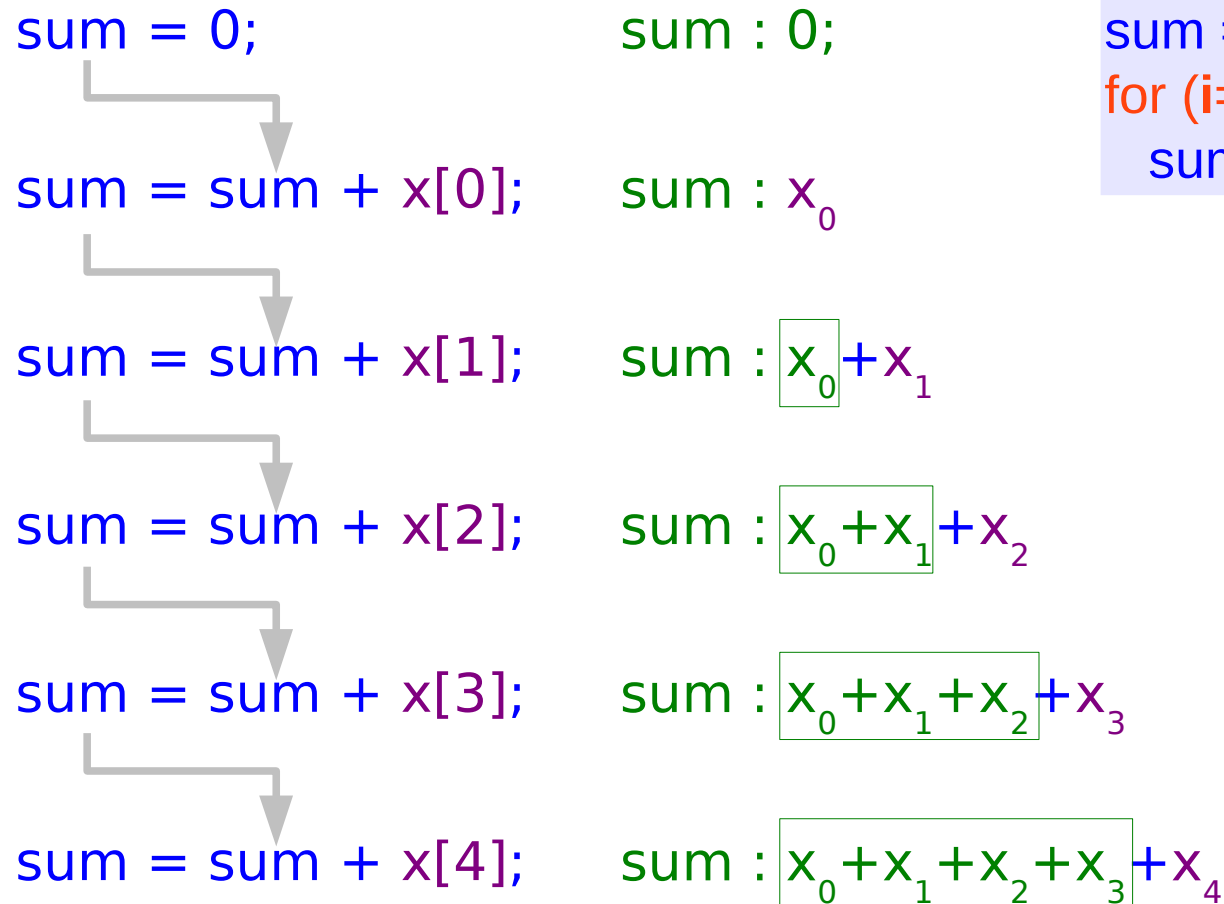 sum = 0;
sum : 0;
sum = sum + x[0];
sum : x₀
sum = sum + x[1];
sum : x₀+x₁
sum = sum + x[2];
sum : x₀+x₁+x₂
sum = sum + x[3];
sum : x₀+x₁+x₂+x₃
sum = sum + x[4];
sum : x₀+x₁+x₂+x₃+x₄
sum =
for (i=